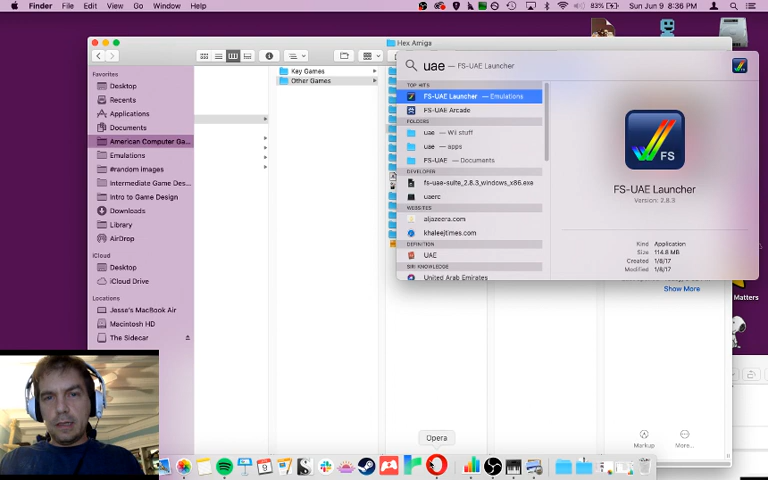 Finder File Edit View Go Window Help
83% Sun Jun 9 8:36 PM
Hex Amiga
Favorites
Desktop
Recents
Applications
Documents
American Computer Ga...
Emulations
#random images
Intermediate Game Des...
Intro to Game Design
Downloads
Library
AirDrop
iCloud
Desktop
iCloud Drive
Locations
Jesse's MacBook Air
Macintosh HD
The Sidecar
Key Games
Other Games
uae — FS-UAE Launcher
TOP HITS
FS-UAE Launcher — Emulations
FS-UAE Arcade
FOLDERS
uae — Wii stuff
uae — apps
FS-UAE — Documents
DEVELOPER
fs-uae-suite_2.8.3_windows_x86.exe
uaerc
WEBSITES
aljazeera.com
khaleejtimes.com
DEFINITION
UAE
SIRI KNOWLEDGE
United Arab Emirates
FS
FS-UAE Launcher
Version: 2.8.3
Kind Application
Size 114.8 MB
Created 1/8/17
Modified 1/8/17
Show More
Matters
Markup
More...
Opera